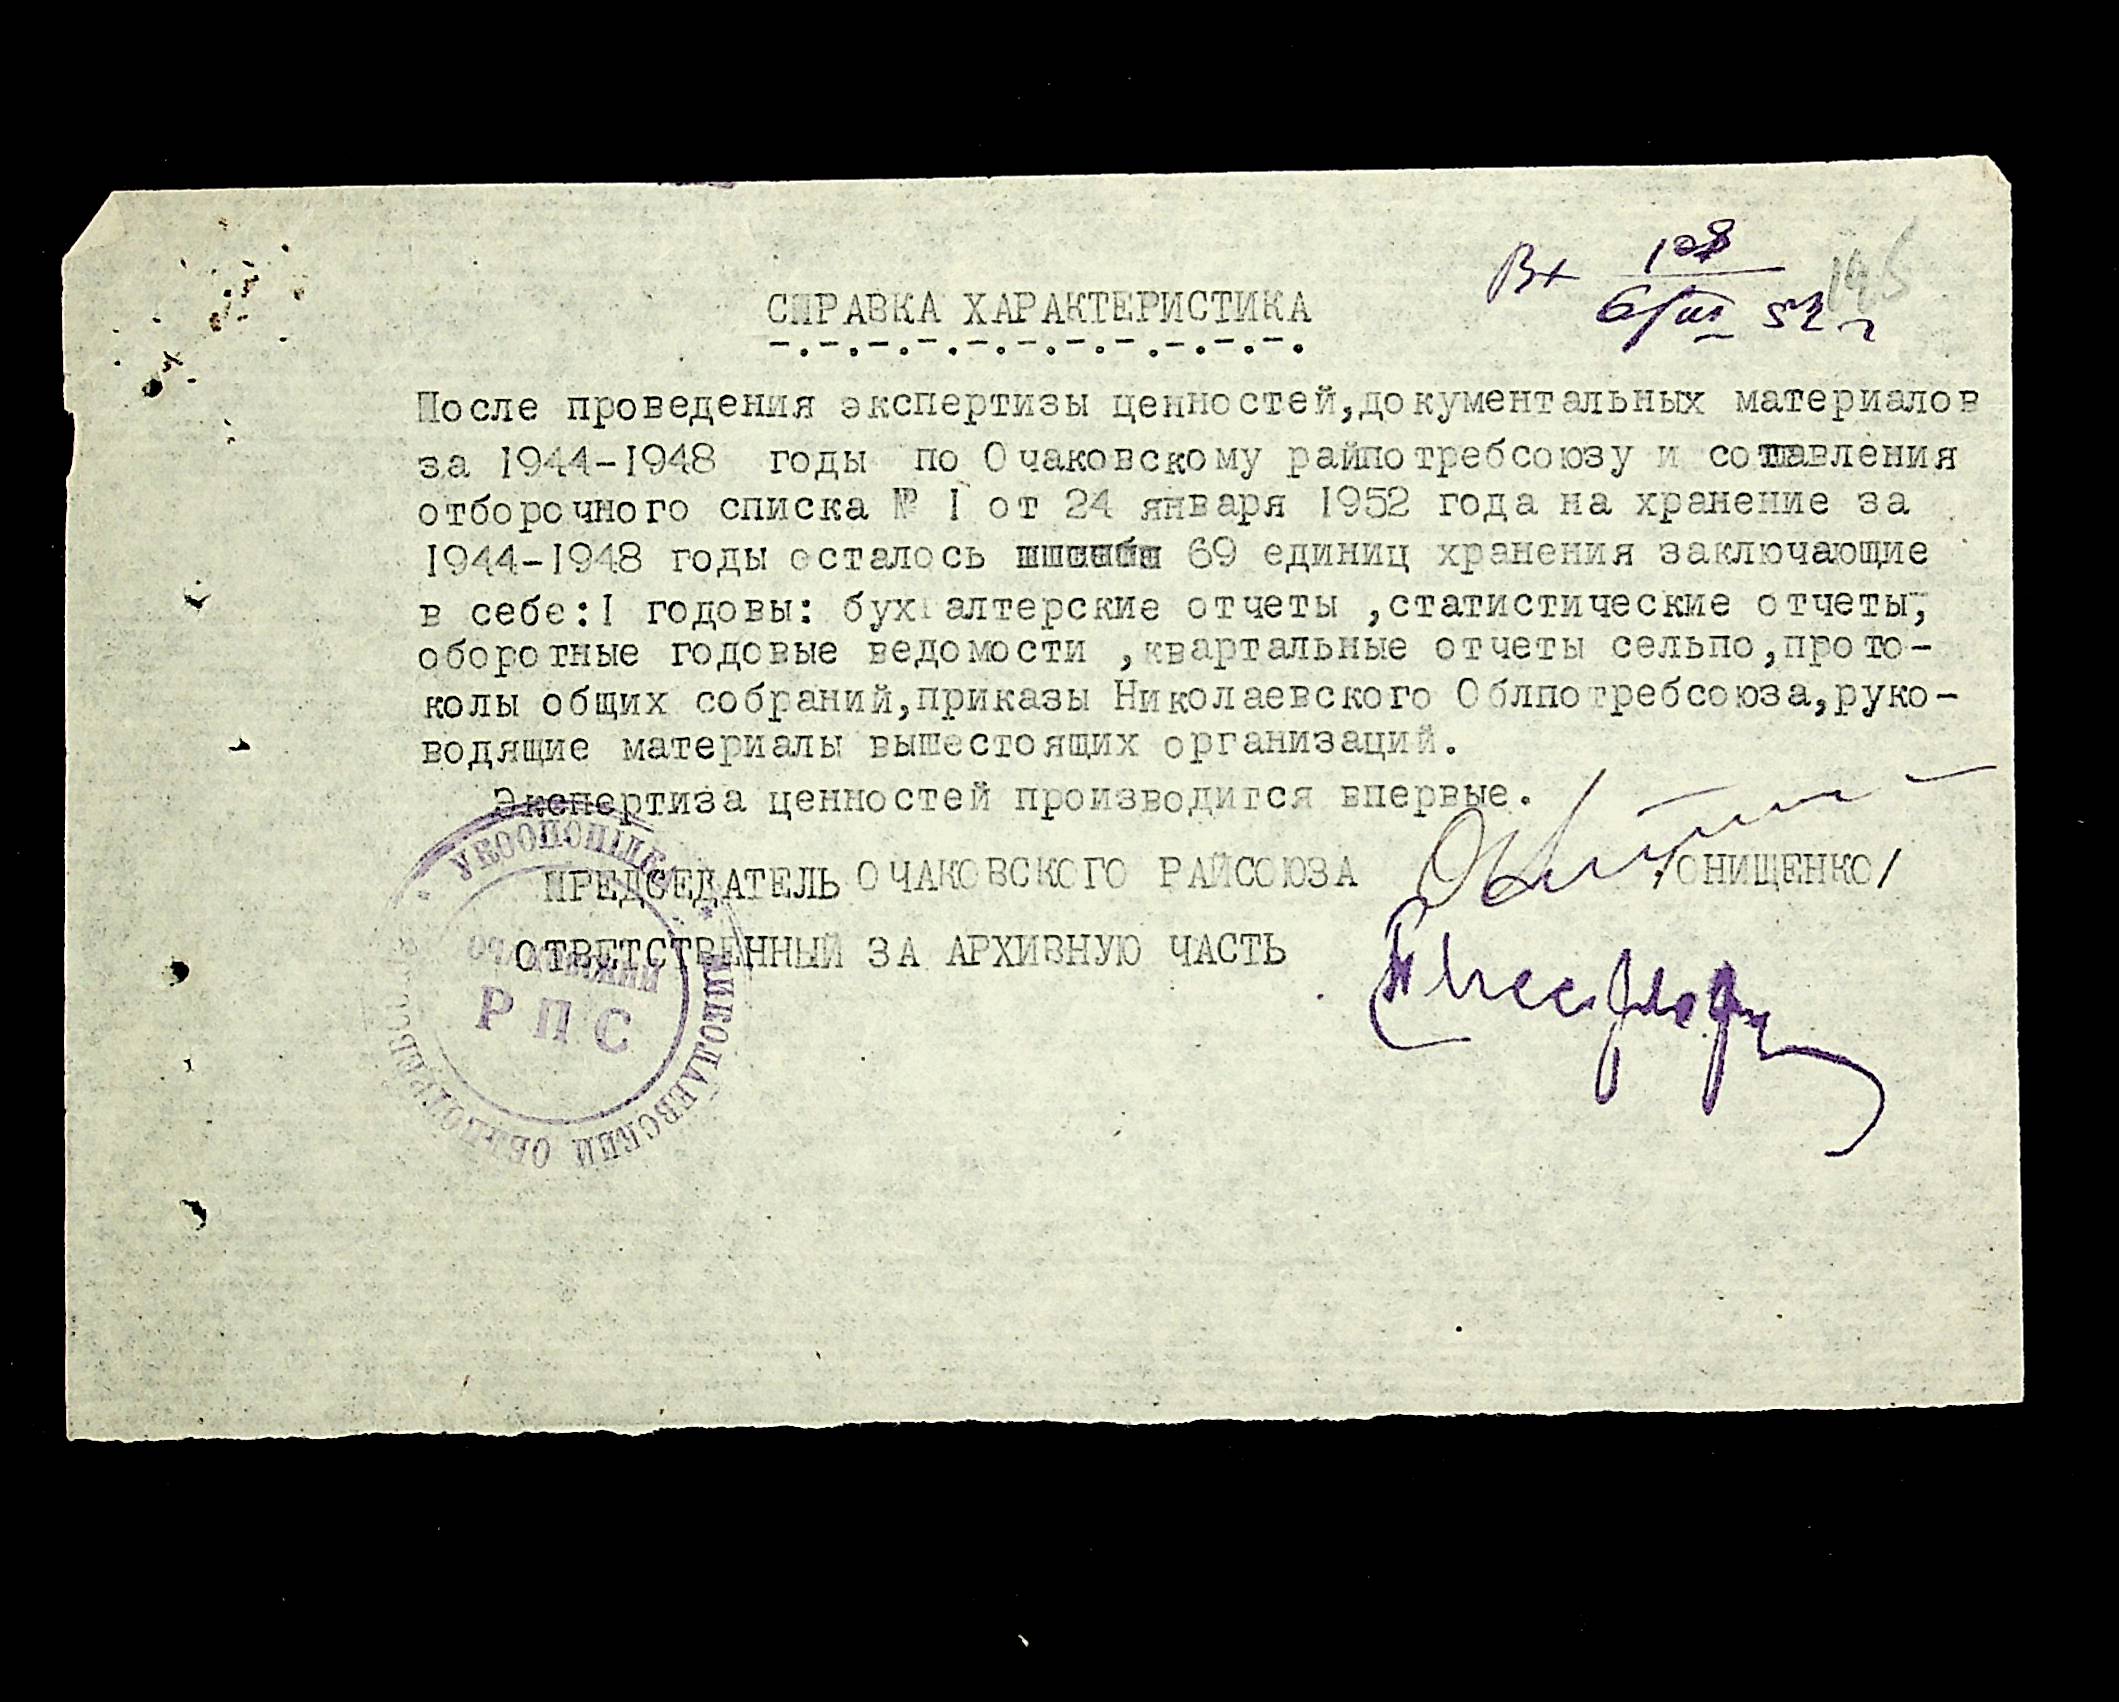 Вх 108
6/III 52 г
145
СПРАВКА ХАРАКТЕРИСТИКА
-.-.-.-.-.-.-.-.-.-.-.
После проведения экспертизы ценностей,документальных материалов
за 1944-1948 годы по Очаковскому райпотребсоюзу и составления
отборочного списка № I от 24 января 1952 года на хранение за
1944-1948 годы осталось 69 единиц хранения заключающие
в себе:I годовы: бухгалтерские отчеты ,статистические отчеты,
оборотные годовые ведомости ,квартальные отчеты сельпо,прото-
колы общих собраний,приказы Николаевского Облпотребсоюза,руко-
водящие материалы вышестоящих организаций.
Экспертиза ценностей производится впервые.
ПРЕДСЕДАТЕЛЬ ОЧАКОВСКОГО РАЙСОЮЗА /ОНИЩЕНКО/
ОТВЕТСТВЕННЫЙ ЗА АРХИВНУЮ ЧАСТЬ
РПС